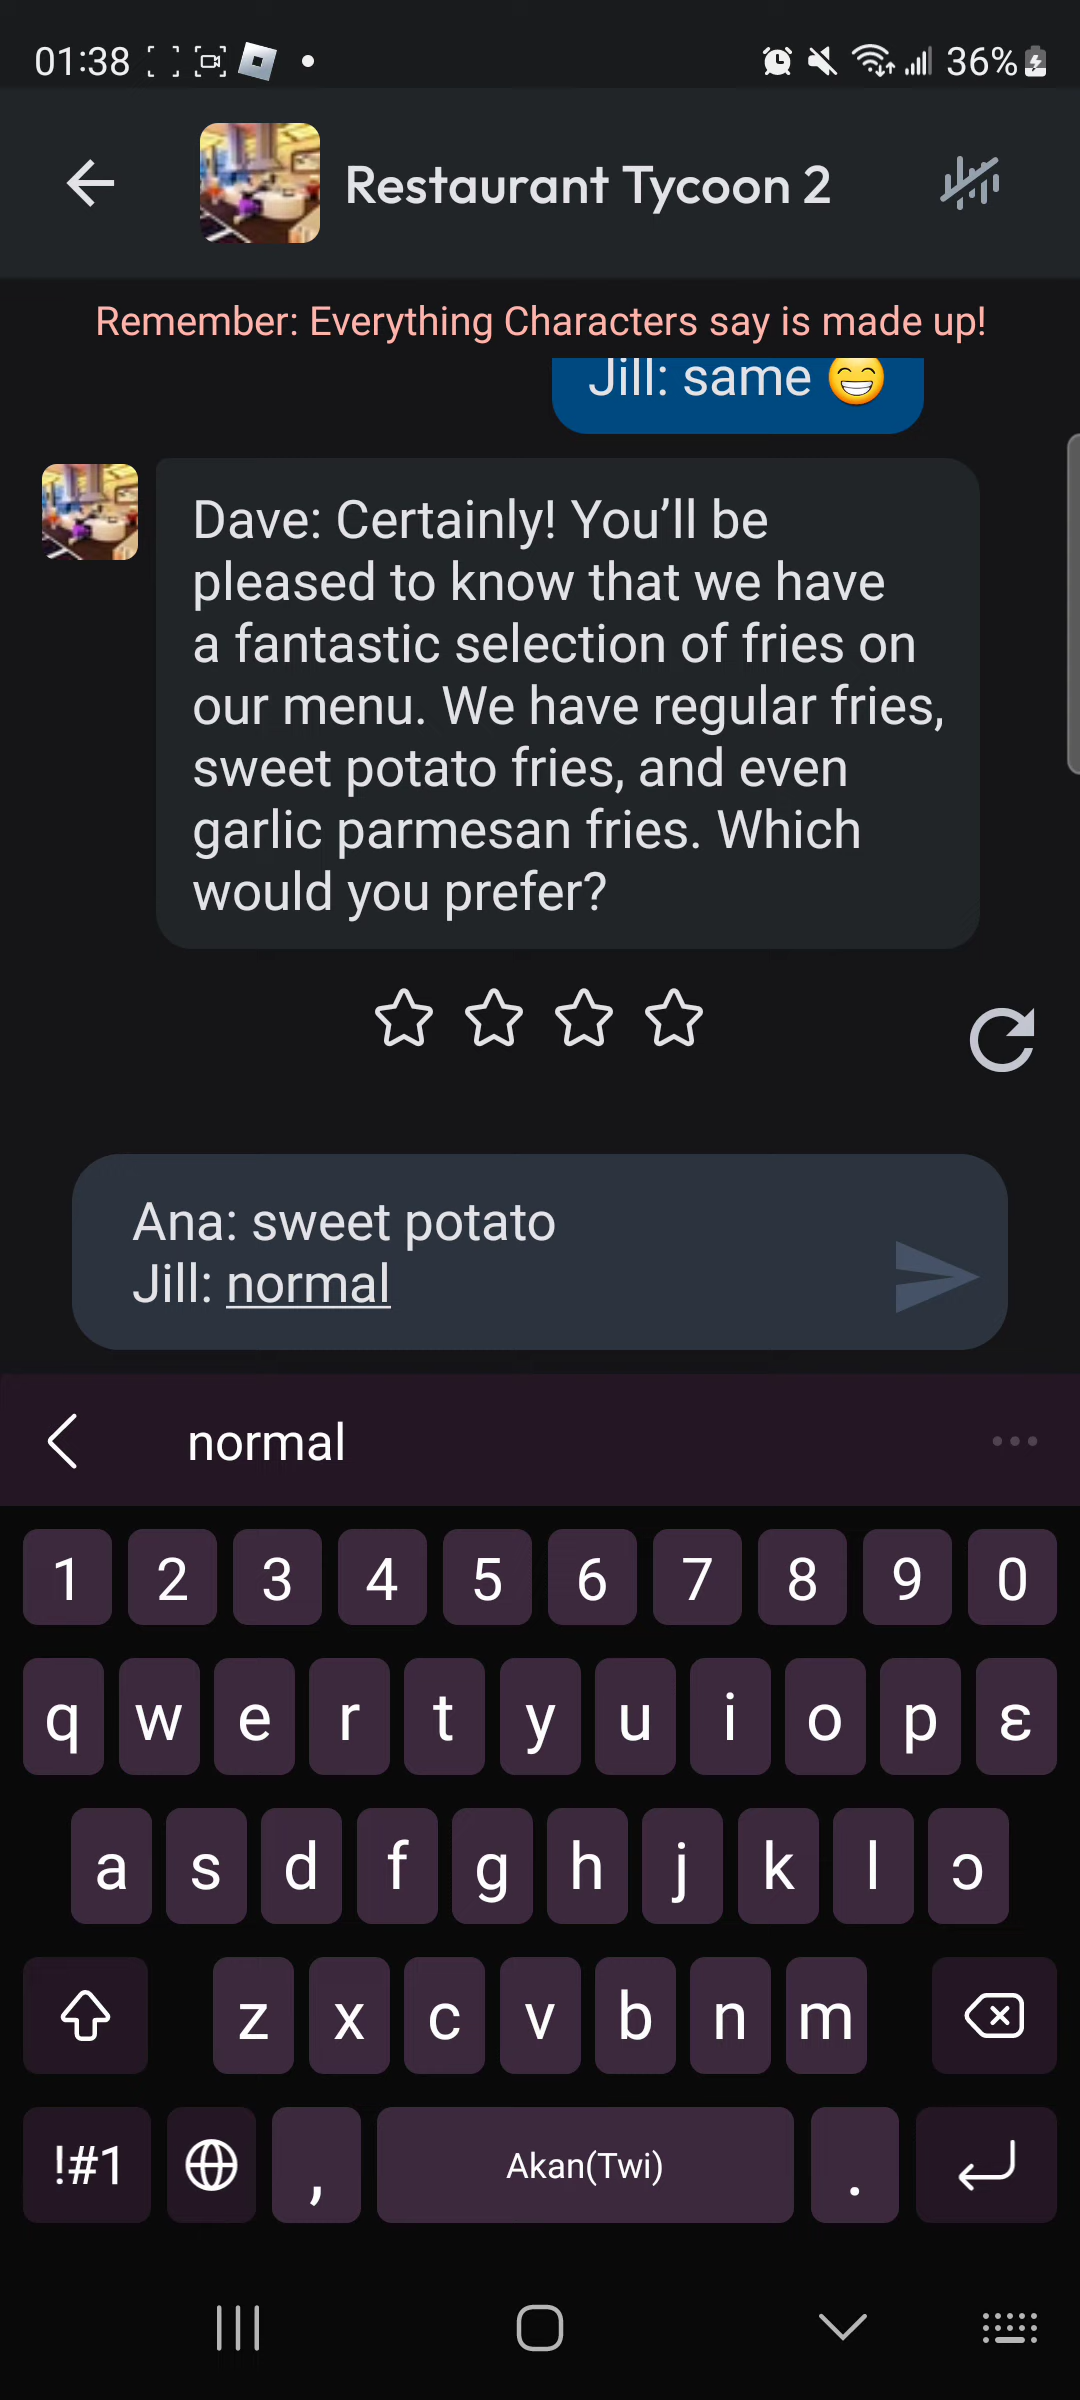 01:38
36%
Restaurant Tycoon 2
Remember: Everything Characters say is made up!
Jill: same 😁
Dave: Certainly! You’ll be
pleased to know that we have
a fantastic selection of fries on
our menu. We have regular fries,
sweet potato fries, and even
garlic parmesan fries. Which
would you prefer?
Ana: sweet potato
Jill: normal
normal
1 2 3 4 5 6 7 8 9 0
q w e r t y u i o p ɛ
a s d f g h j k l ɔ
z x c v b n m
!#1 , Akan(Twi) .